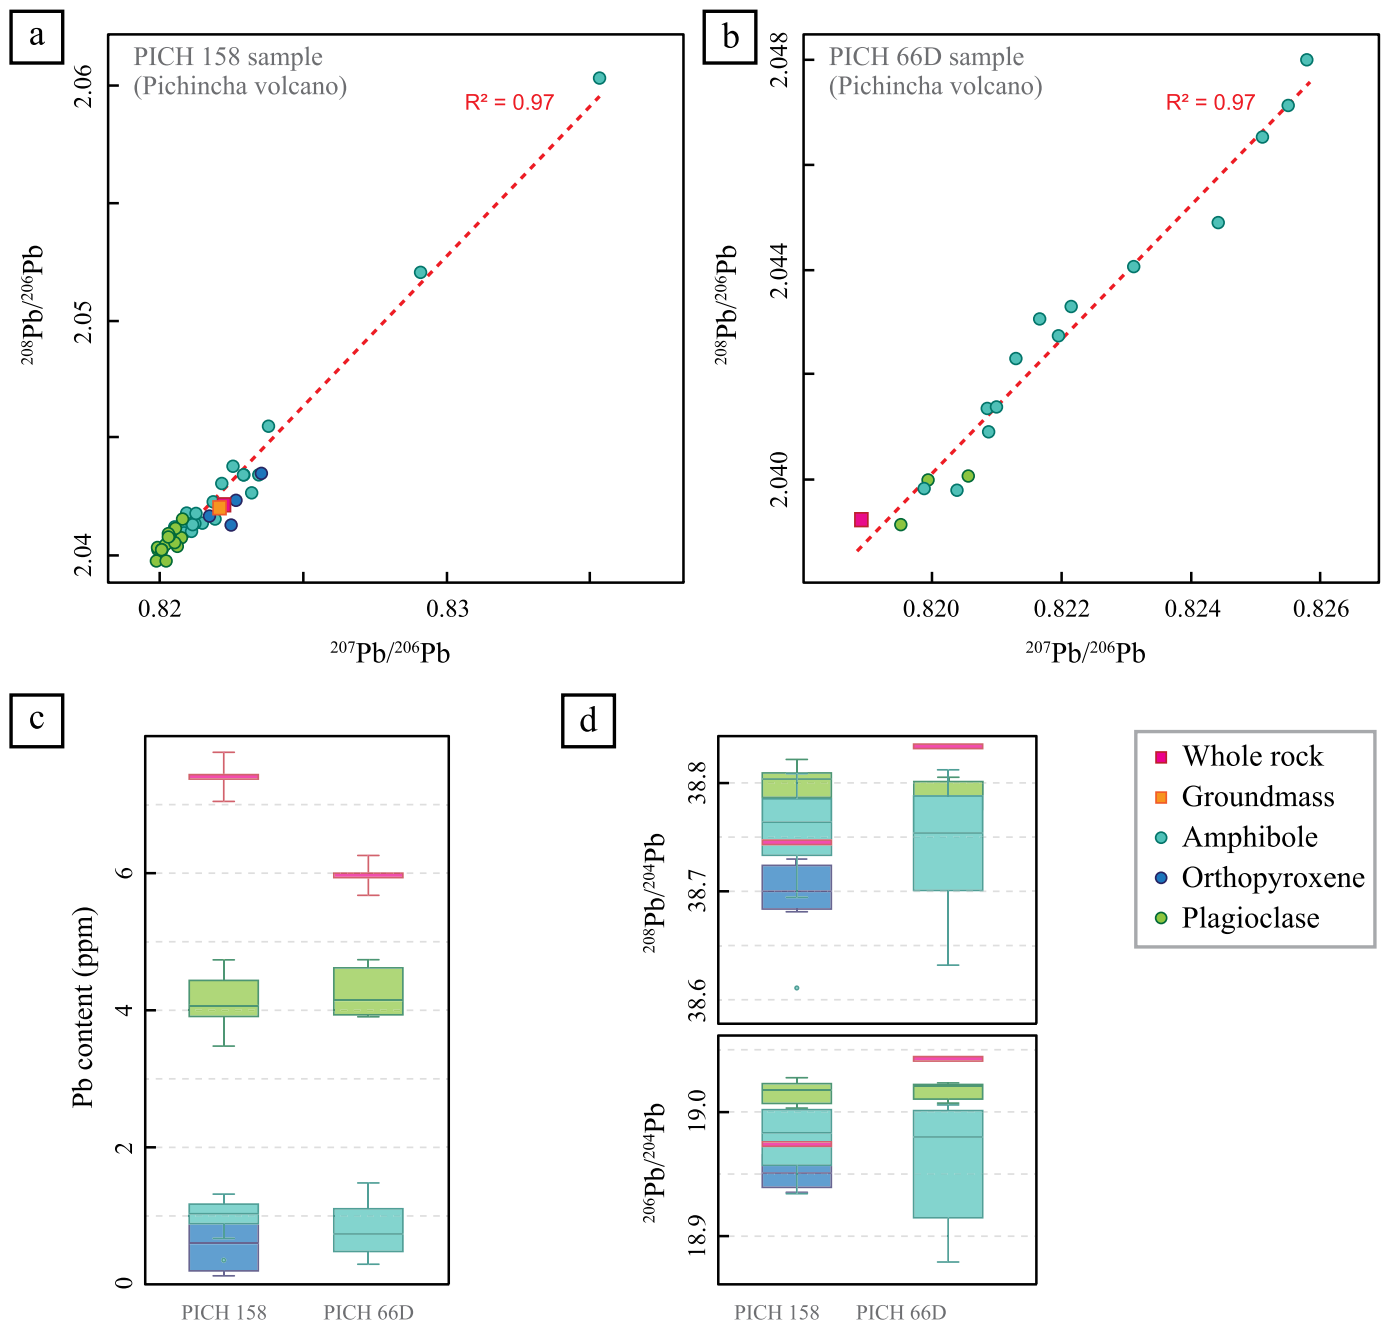 a
PICH 158 sample
(Pichincha volcano)
R² = 0.97
2.06
2.05
2.04
²⁰⁸Pb/²⁰⁶Pb
0.82
0.83
²⁰⁷Pb/²⁰⁶Pb
b
PICH 66D sample
(Pichincha volcano)
R² = 0.97
2.048
2.044
2.040
²⁰⁸Pb/²⁰⁶Pb
0.820
0.822
0.824
0.826
²⁰⁷Pb/²⁰⁶Pb
c
6
4
2
0
Pb content (ppm)
PICH 158
PICH 66D
d
38.8
38.7
38.6
²⁰⁸Pb/²⁰⁴Pb
19.0
18.9
²⁰⁶Pb/²⁰⁴Pb
PICH 158
PICH 66D
Whole rock
Groundmass
Amphibole
Orthopyroxene
Plagioclase